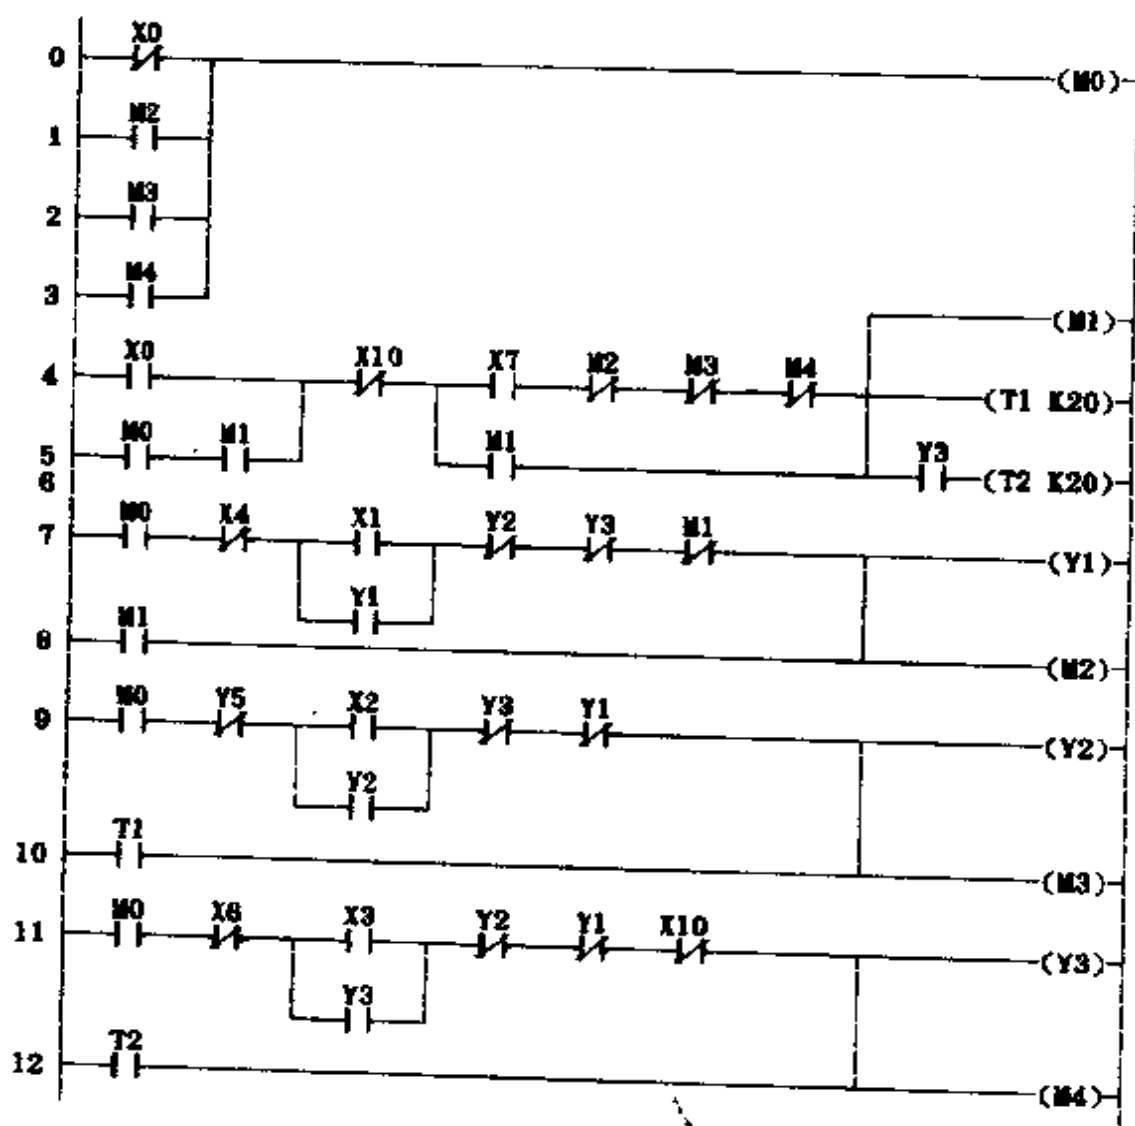 X0
0 (M0)
M2
1
M3
2
M4
3
(M1)
X0 X10 X7 M2 M3 M4
4 (T1 K20)
M0 M1 M1 Y3
5
6 (T2 K20)
M0 X4 X1 Y2 Y3 M1
7 (Y1)
Y1
M1
8 (M2)
M0 Y5 X2 Y3 Y1
9 (Y2)
Y2
T1
10 (M3)
M0 X6 X3 Y2 Y1 X10
11 (Y3)
Y3
T2
12 (M4)